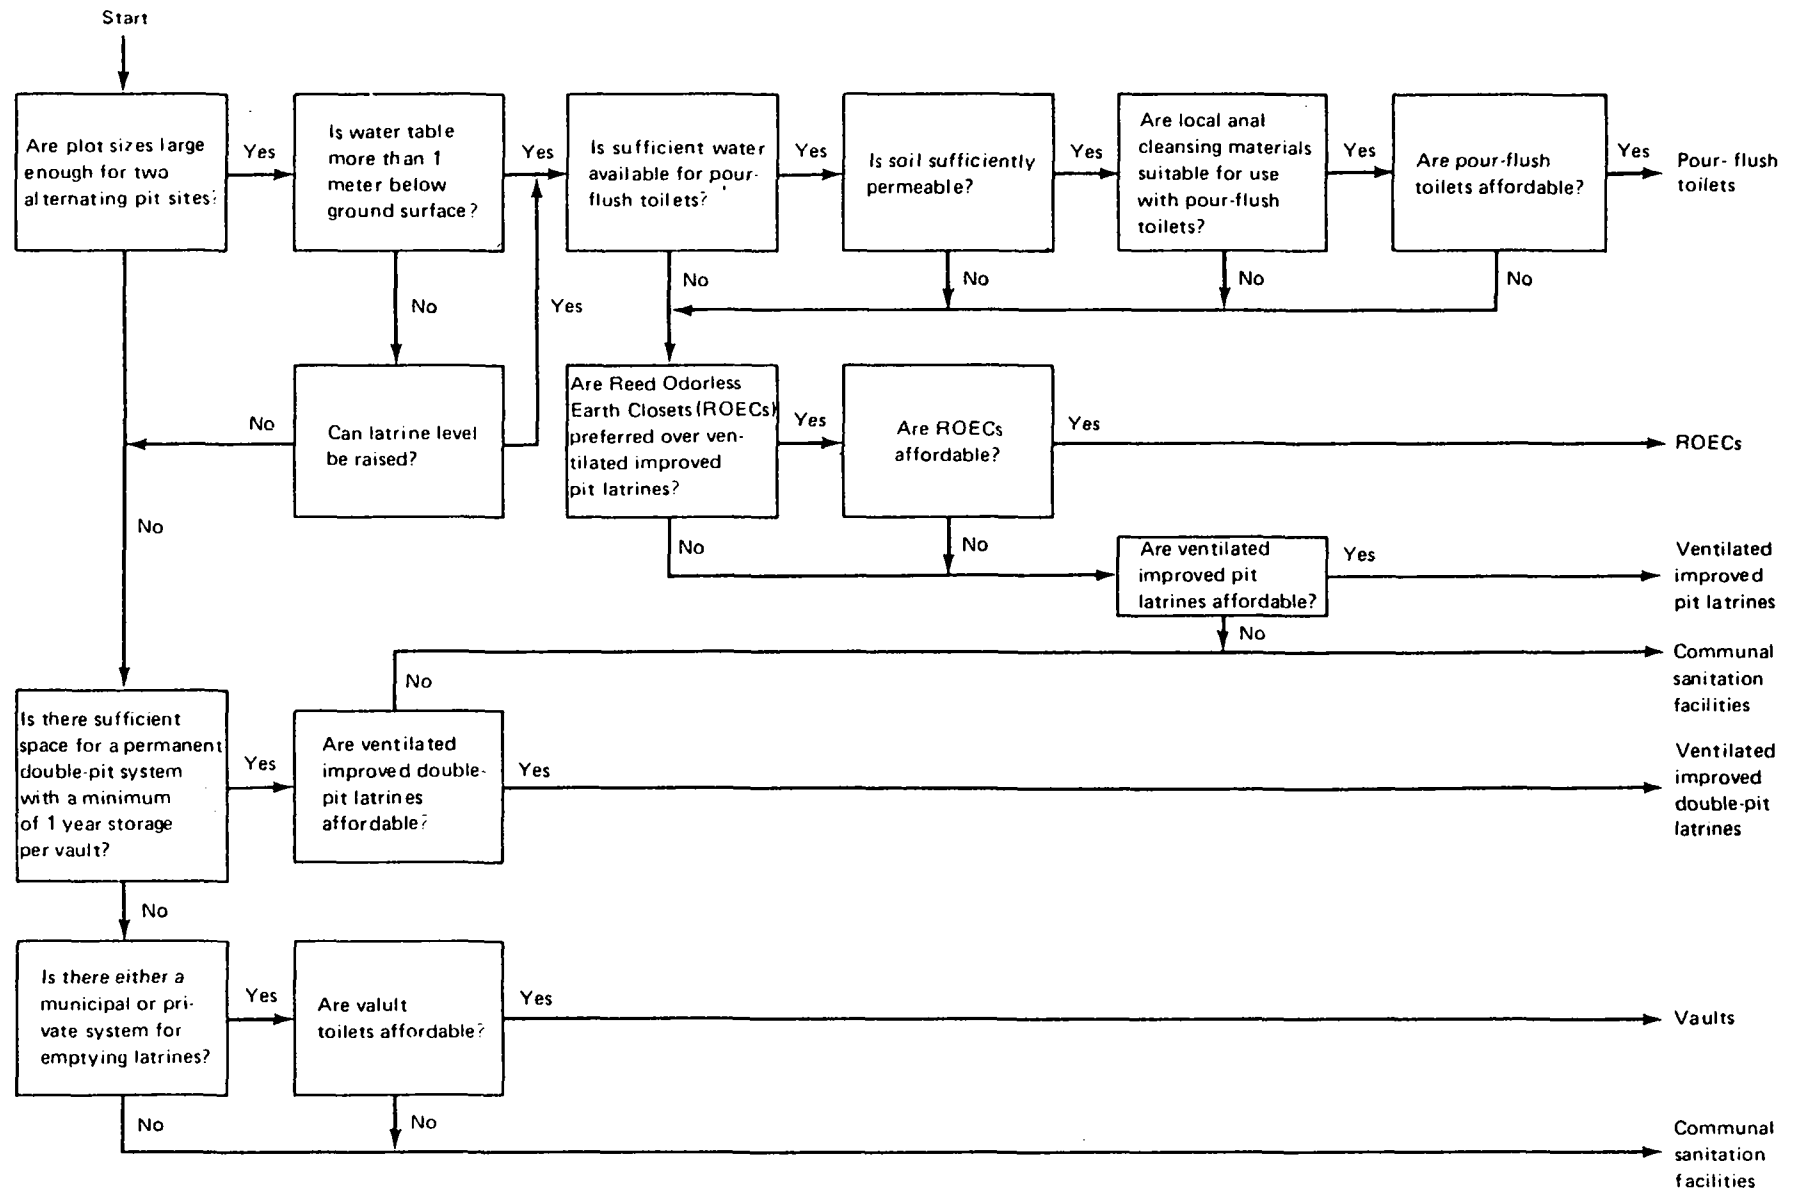 Start
Are plot sizes large
enough for two
alternating pit sites?
Yes
Is water table
more than 1
meter below
ground surface?
Yes
Is sufficient water
available for pour-
flush toilets?
Yes
Is soil sufficiently
permeable?
Yes
Are local anal
cleansing materials
suitable for use
with pour-flush
toilets?
Yes
Are pour-flush
toilets affordable?
Yes
Pour-flush
toilets
No
Yes
No
No
No
No
No
Can latrine level
be raised?
Are Reed Odorless
Earth Closets (ROECs)
preferred over ven-
tilated improved
pit latrines?
Yes
Are ROECs
affordable?
Yes
ROECs
No
No
No
Are ventilated
improved pit
latrines affordable?
Yes
Ventilated
improved
pit latrines
No
Communal
sanitation
facilities
Is there sufficient
space for a permanent
double-pit system
with a minimum
of 1 year storage
per vault?
Yes
No
Are ventilated
improved double-
pit latrines
affordable?
Yes
Ventilated
improved
double-pit
latrines
No
Is there either a
municipal or pri-
vate system for
emptying latrines?
Yes
Are valult
toilets affordable?
Yes
Vaults
No
No
Communal
sanitation
facilities